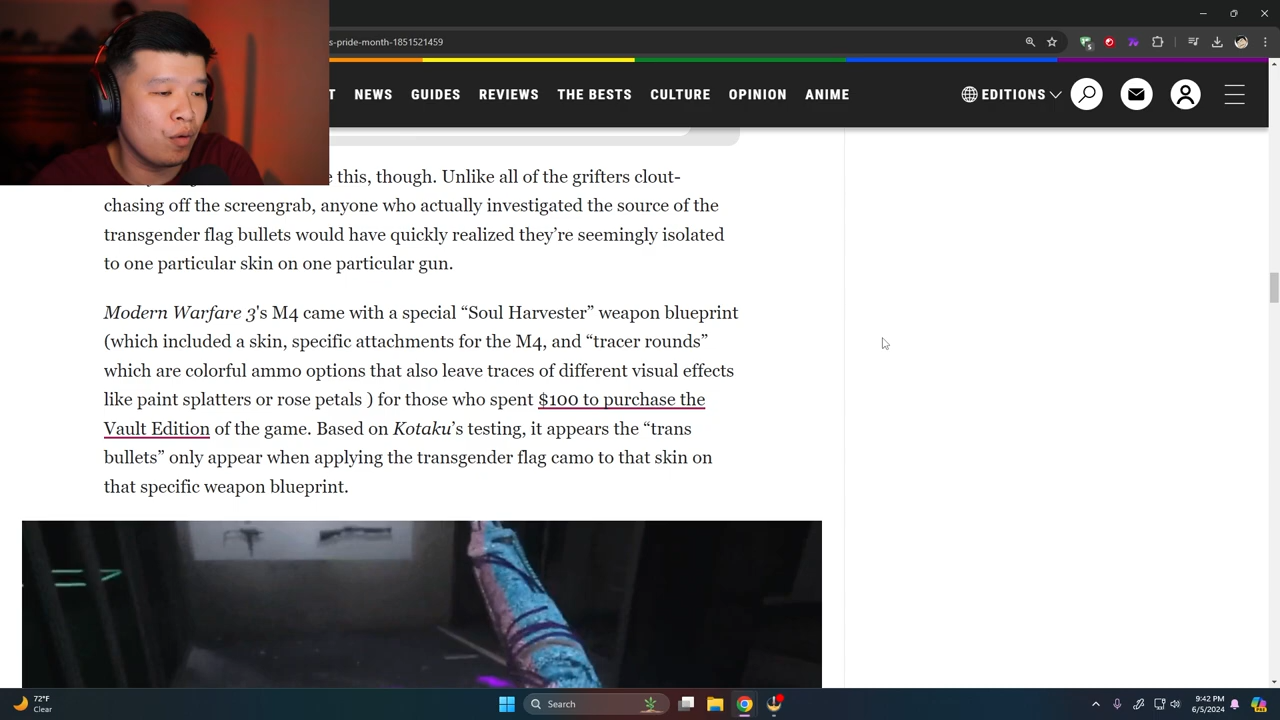 s-pride-month-1851521459
T NEWS GUIDES REVIEWS THE BESTS CULTURE OPINION ANIME EDITIONS
this, though. Unlike all of the grifters clout-
chasing off the screengrab, anyone who actually investigated the source of the
transgender flag bullets would have quickly realized they’re seemingly isolated
to one particular skin on one particular gun.
Modern Warfare 3's M4 came with a special “Soul Harvester” weapon blueprint
(which included a skin, specific attachments for the M4, and “tracer rounds”
which are colorful ammo options that also leave traces of different visual effects
like paint splatters or rose petals ) for those who spent $100 to purchase the
Vault Edition of the game. Based on Kotaku’s testing, it appears the “trans
bullets” only appear when applying the transgender flag camo to that skin on
that specific weapon blueprint.
72°F
Clear
Search
9:42 PM
6/5/2024